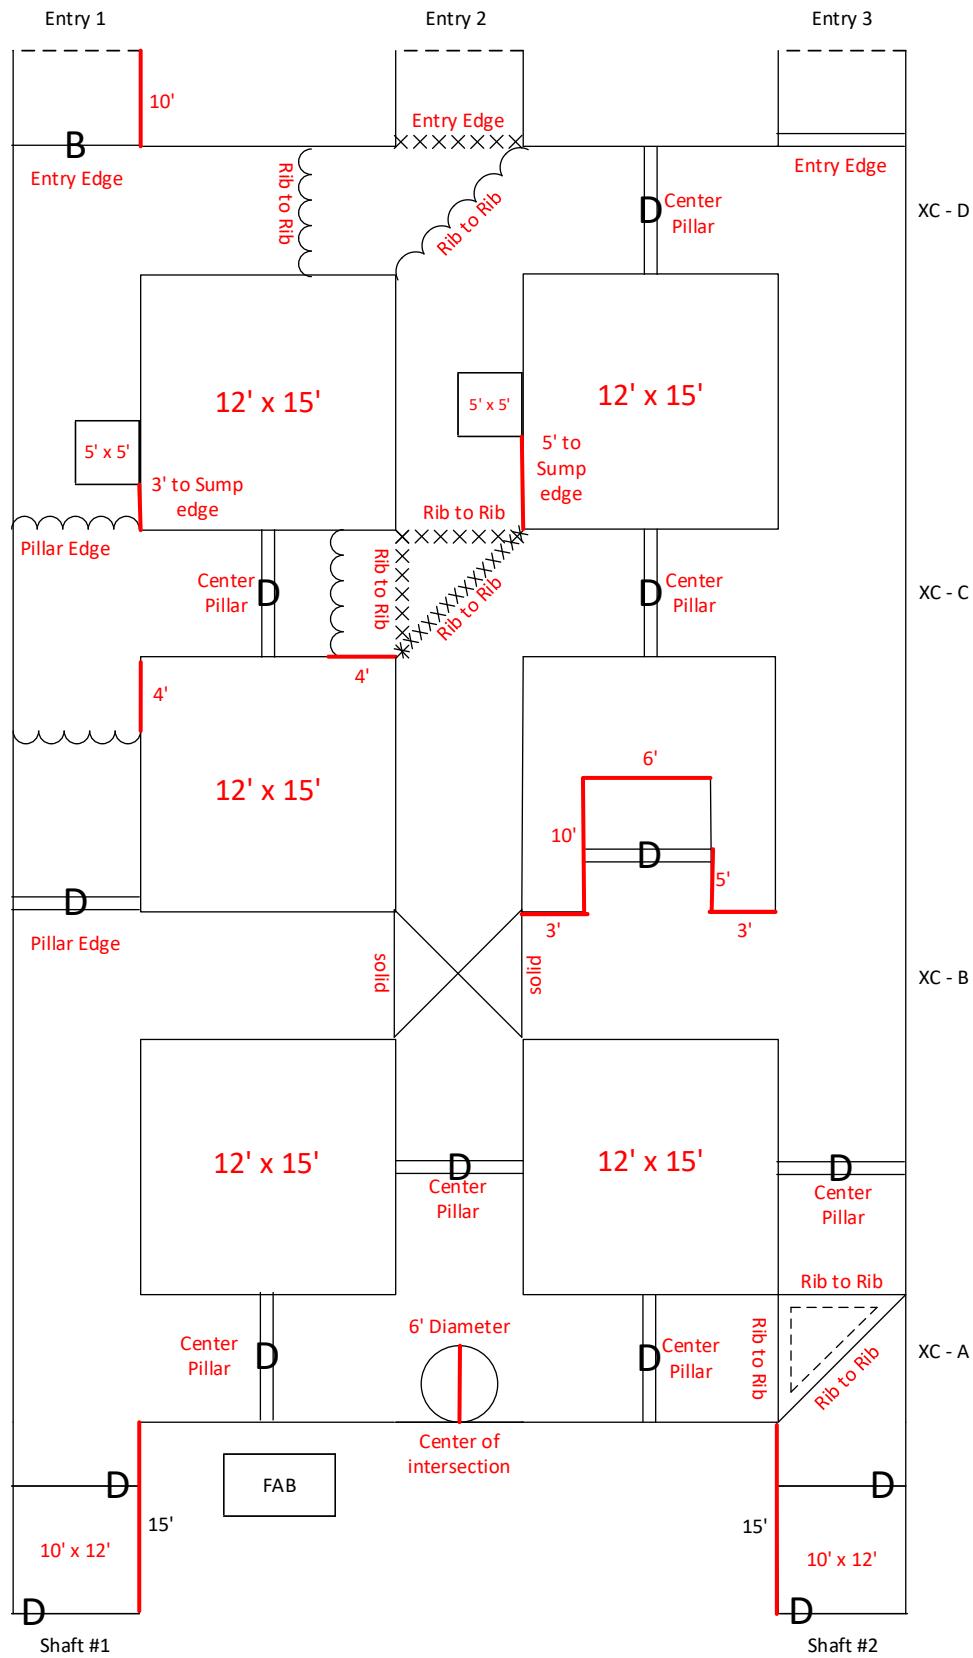 Entry 1
Entry 2
Entry 3
10'
B
Entry Edge
Entry Edge
Entry Edge
Rib to Rib
Rib to Rib
D
Center
Pillar
XC - D
12' x 15'
12' x 15'
5' x 5'
5' x 5'
3' to Sump
edge
5' to
Sump
edge
Pillar Edge
Rib to Rib
Center
Pillar
D
Rib to Rib
Rib to Rib
D
Center
Pillar
XC - C
4'
4'
12' x 15'
6'
10'
D
5'
3'
3'
D
Pillar Edge
solid
solid
XC - B
12' x 15'
12' x 15'
D
Center
Pillar
D
Center
Pillar
Rib to Rib
Rib to Rib
Rib to Rib
Center
Pillar
D
6' Diameter
D
Center
Pillar
XC - A
Center of
intersection
D
FAB
D
15'
15'
10' x 12'
10' x 12'
D
D
Shaft #1
Shaft #2